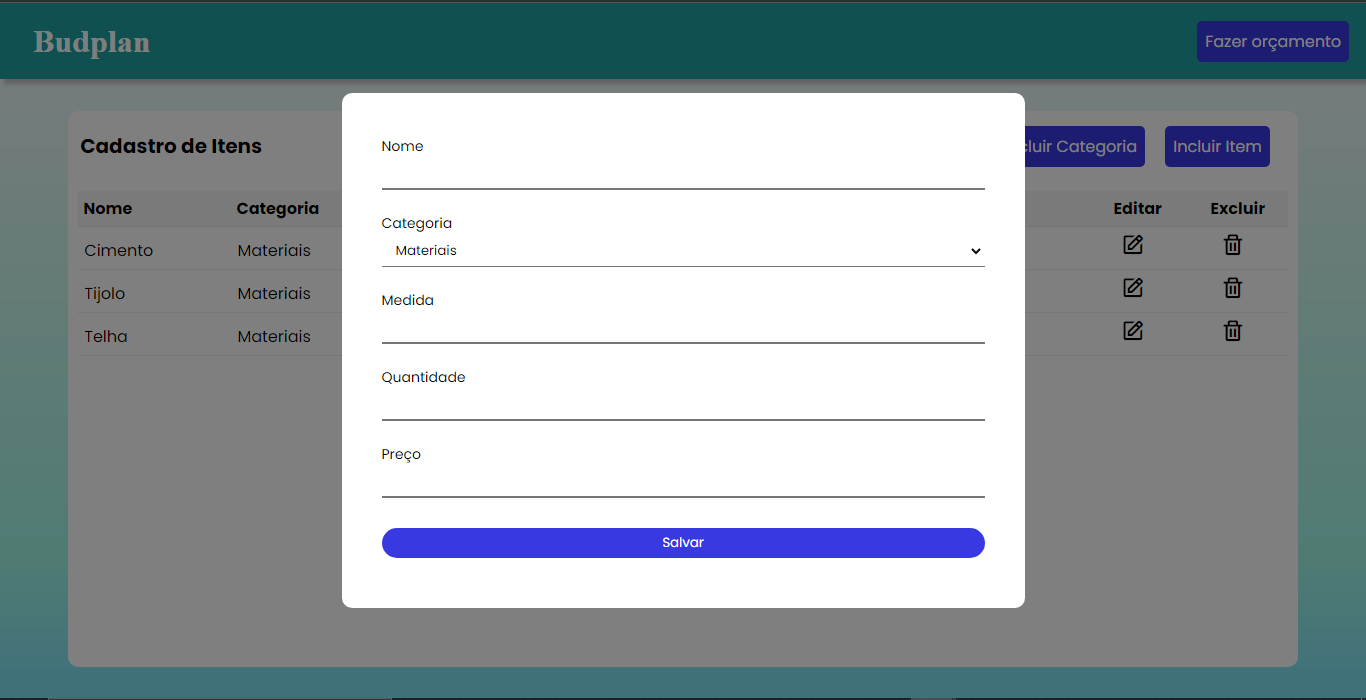 Budplan
Fazer orçamento
Cadastro de Itens
Categoria
Incluir Item
Nome
Categoria
Editar
Excluir
Cimento
Materiais
Tijolo
Materiais
Telha
Materiais
Nome
Categoria
Materiais
Medida
Quantidade
Preço
Salvar